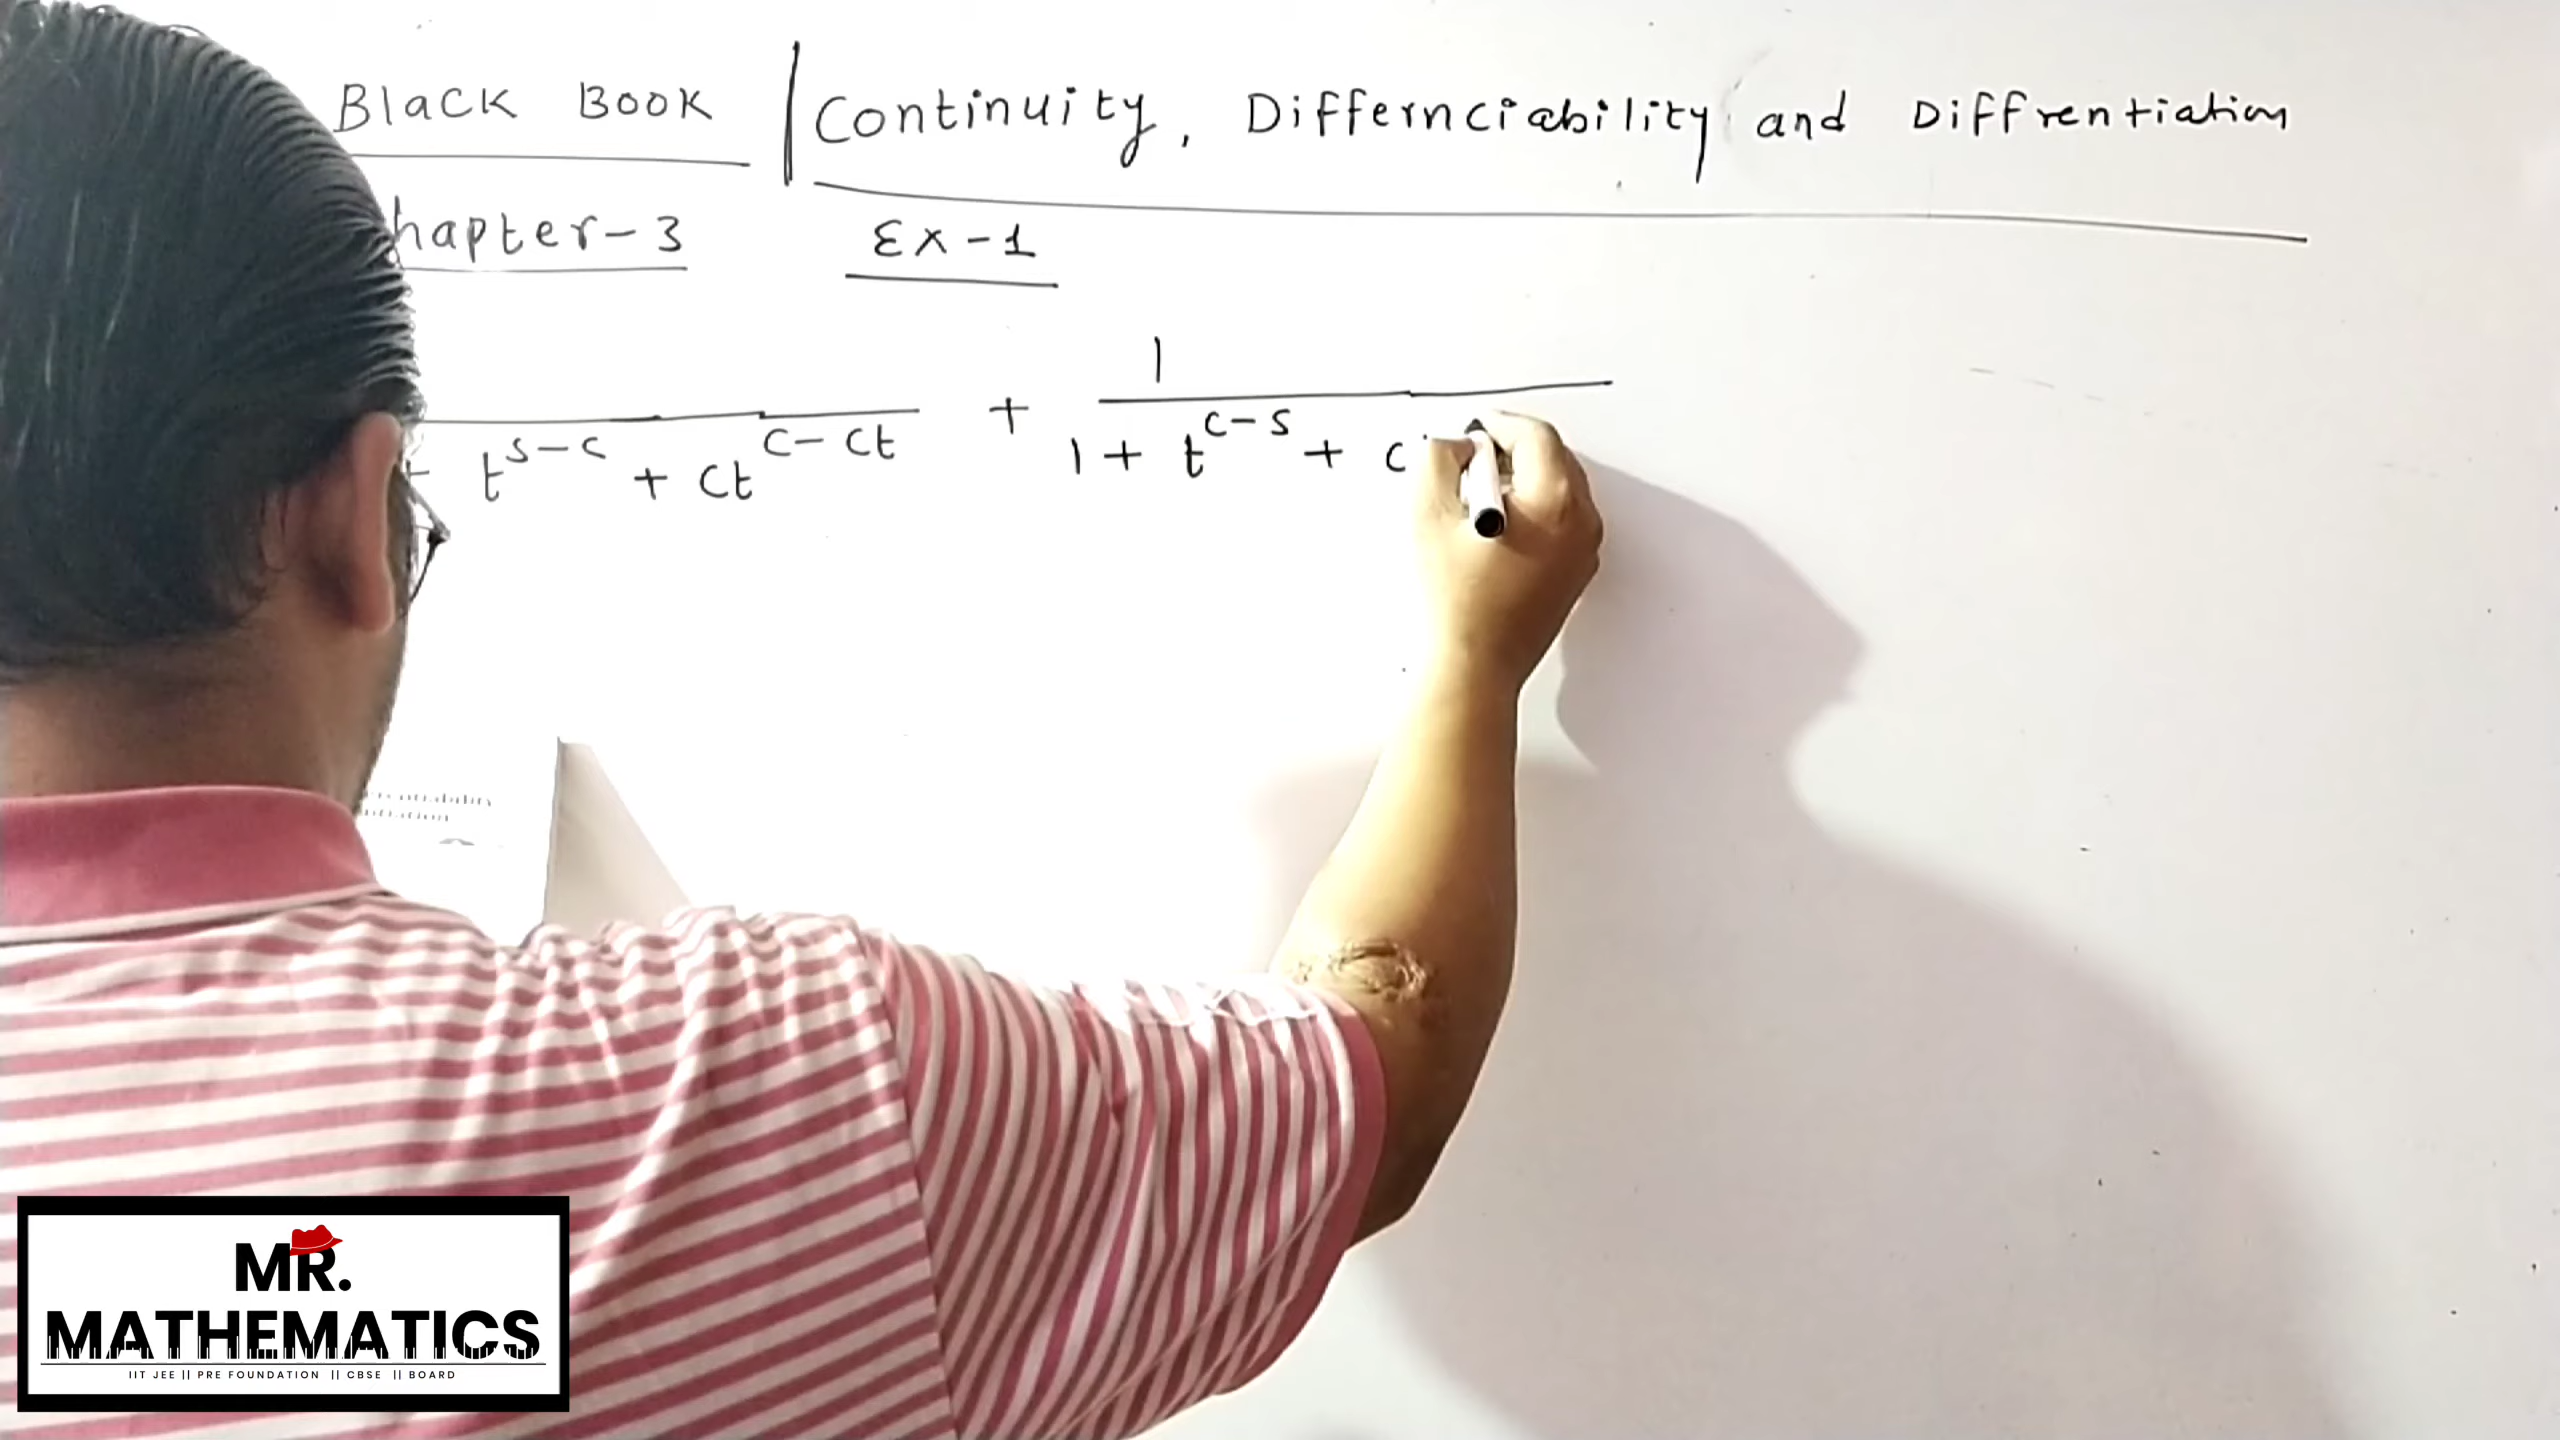 Black Book | Continuity, Differnciability and Diffrentiation
hapter-3 Ex-1
1
+ t^s-c + ct^c-ct + 1+ t^c-s + c
MR.
MATHEMATICS
IIT JEE || PRE FOUNDATION || CBSE || BOARD